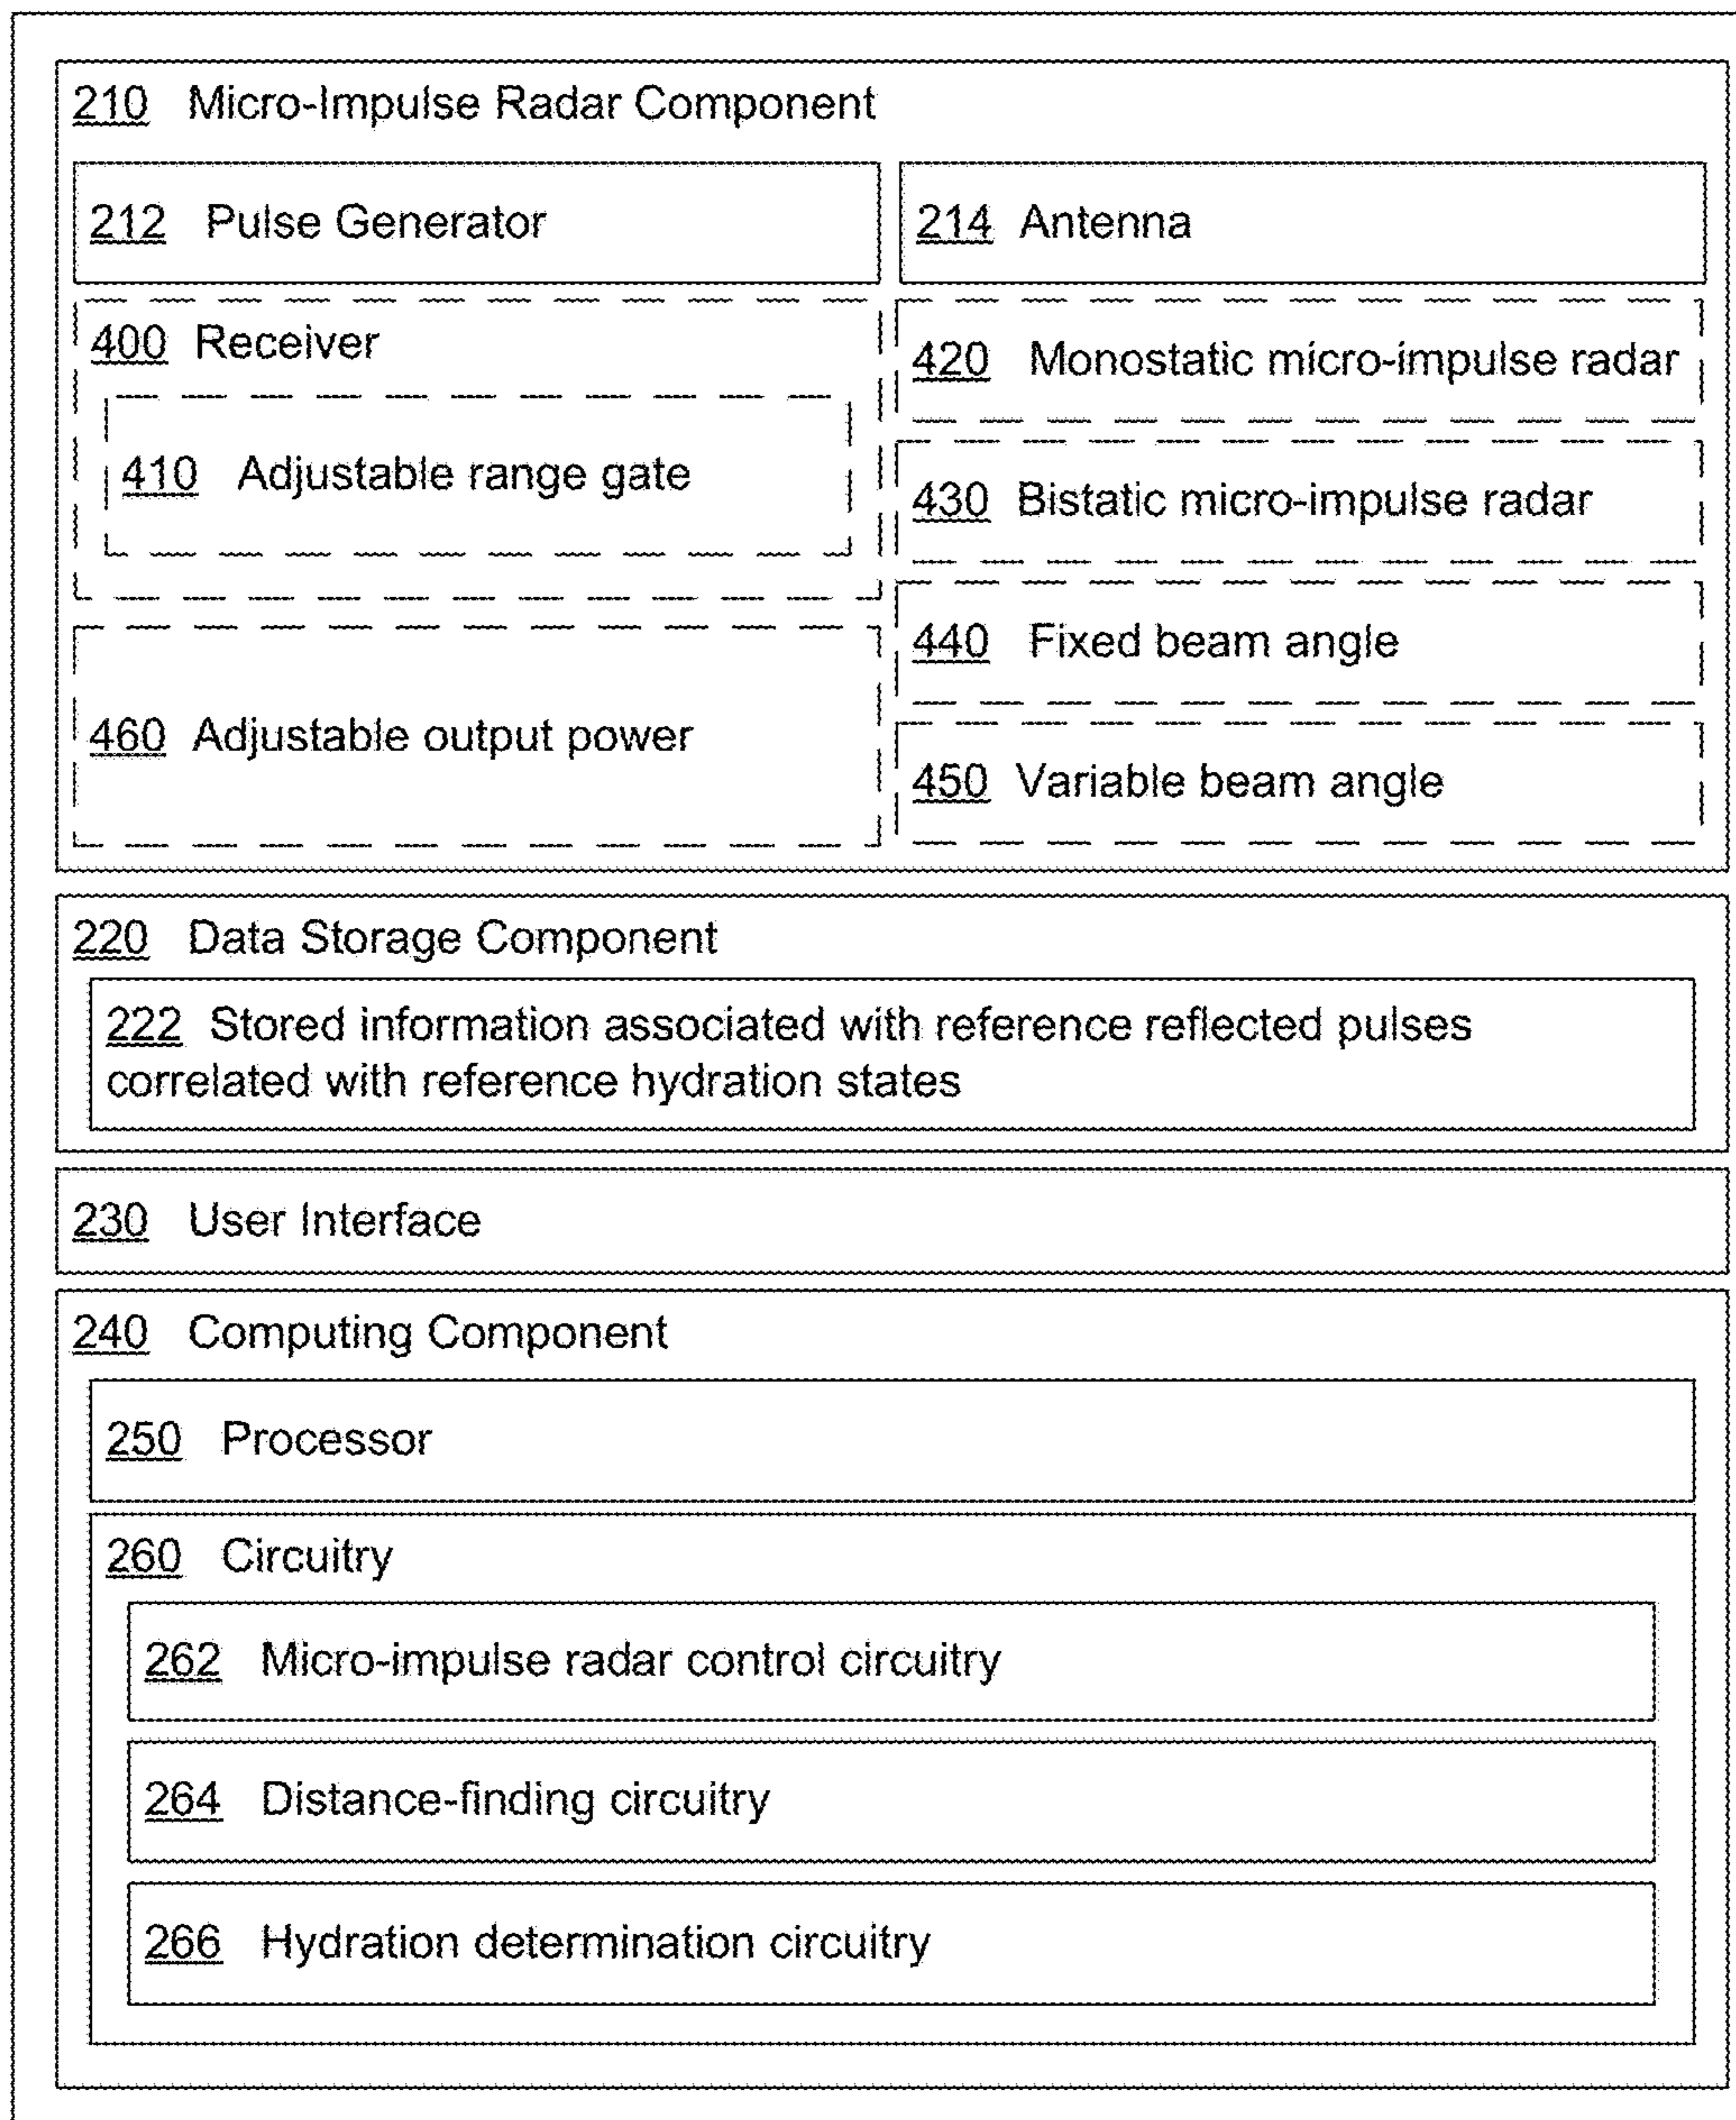 210 Micro-Impulse Radar Component
212 Pulse Generator
214 Antenna
400 Receiver
410 Adjustable range gate
460 Adjustable output power
420 Monostatic micro-impulse radar
430 Bistatic micro-impulse radar
440 Fixed beam angle
450 Variable beam angle
220 Data Storage Component
222 Stored information associated with reference reflected pulses
correlated with reference hydration states
230 User Interface
240 Computing Component
250 Processor
260 Circuitry
262 Micro-impulse radar control circuitry
264 Distance-finding circuitry
266 Hydration determination circuitry